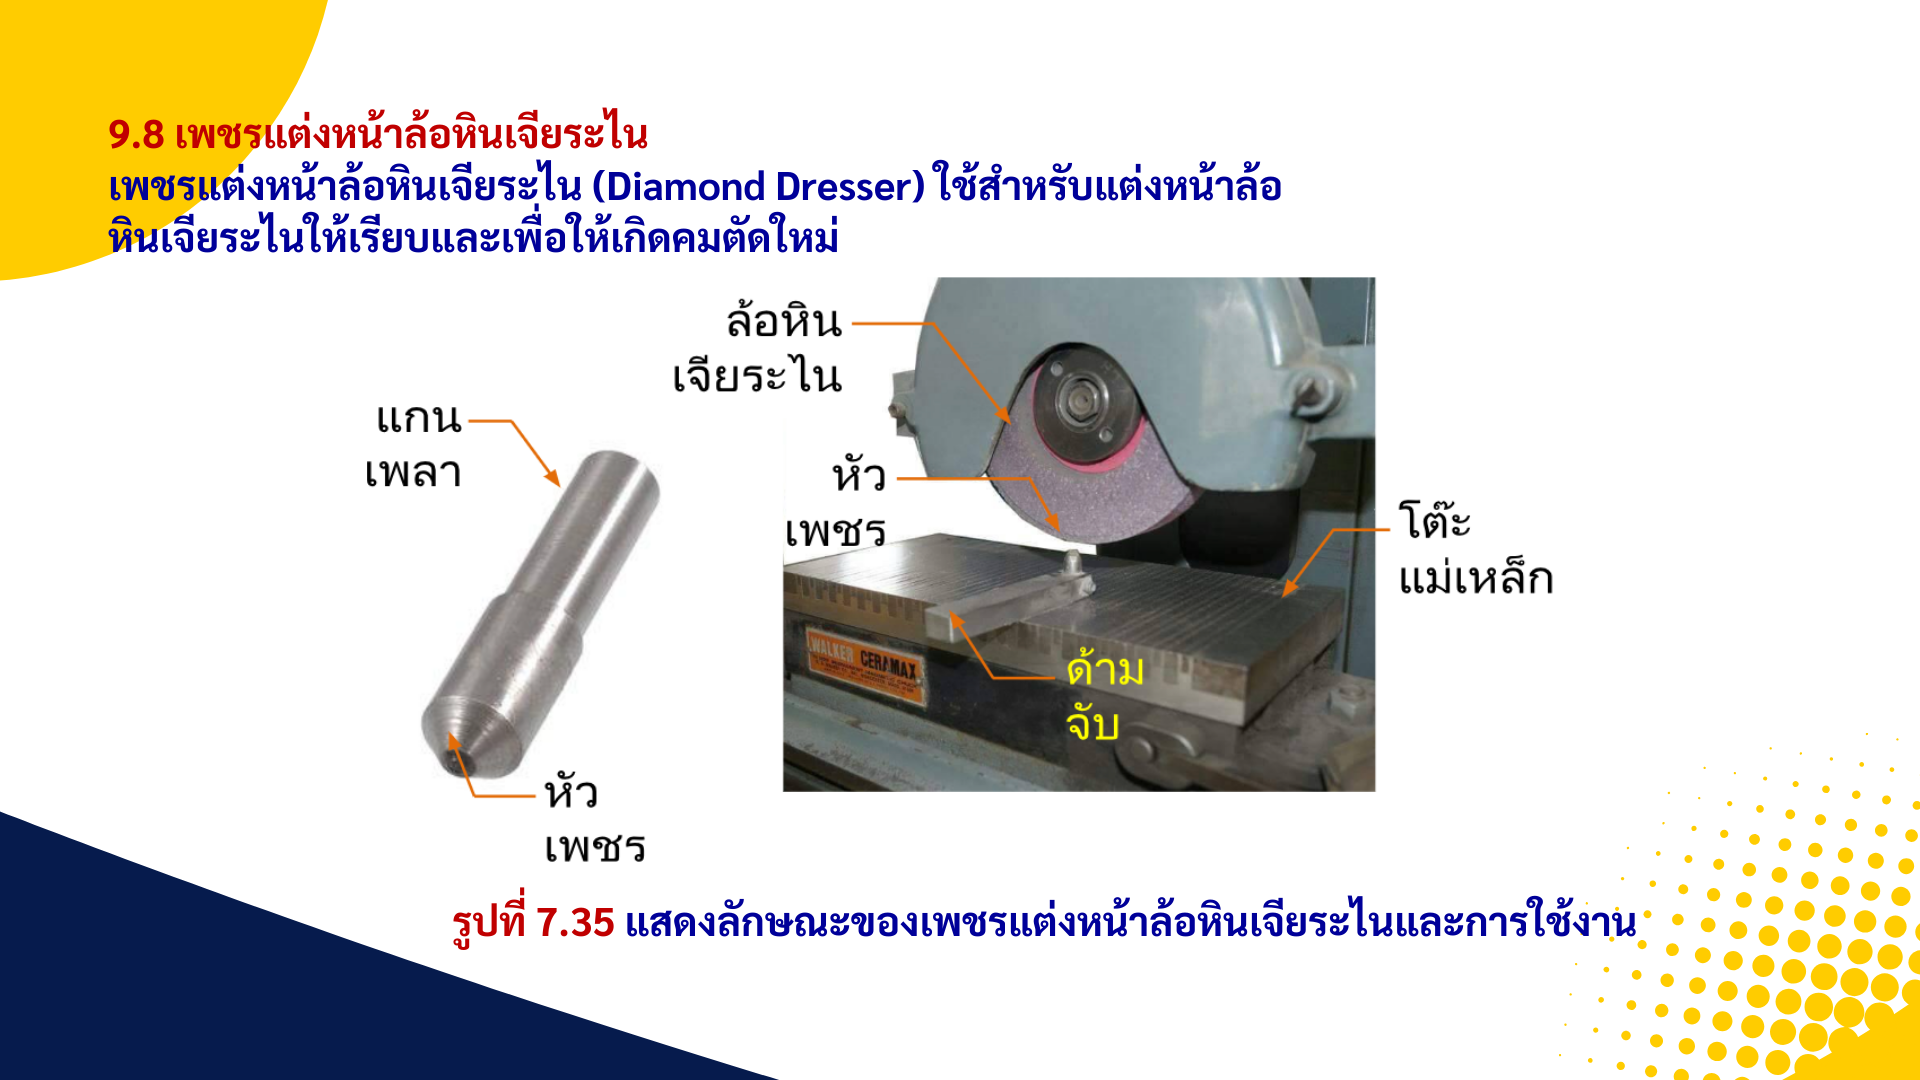 9.8 เพชรแต่งหน้าล้อหินเจียระไน
เพชรแต่งหน้าล้อหินเจียระไน (Diamond Dresser) ใช้สำหรับแต่งหน้าล้อ
หินเจียระไนให้เรียบและเพื่อให้เกิดคมตัดใหม่
ล้อหิน
เจียระไน
แกน
เพลา
หัว
เพชร
โต๊ะ
แม่เหล็ก
WALKER CERAMAX
ด้าม
จับ
หัว
เพชร
รูปที่ 7.35 แสดงลักษณะของเพชรแต่งหน้าล้อหินเจียระไนและการใช้งาน